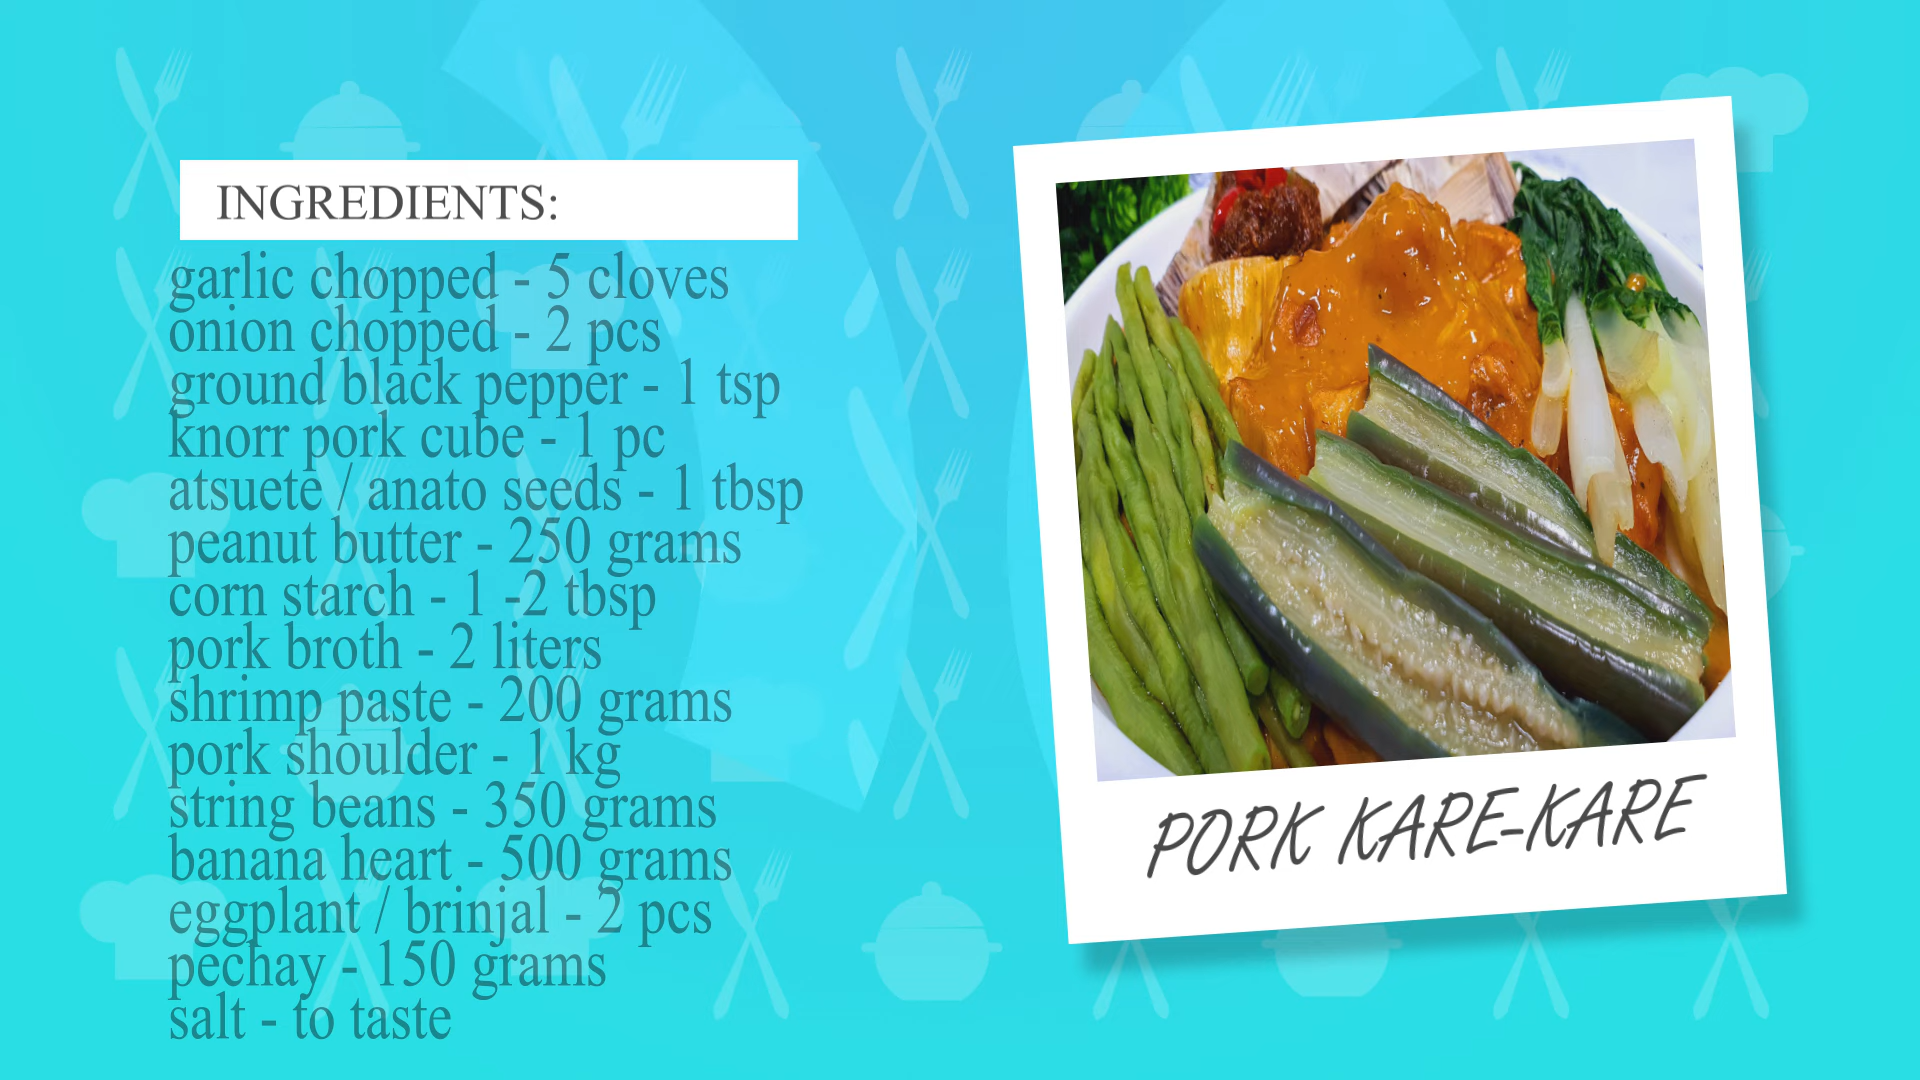 INGREDIENTS:
garlic chopped - 5 cloves
onion chopped - 2 pcs
ground black pepper - 1 tsp
knorr pork cube - 1 pc
atsuete / anato seeds - 1 tbsp
peanut butter - 250 grams
corn starch - 1 -2 tbsp
pork broth - 2 liters
shrimp paste - 200 grams
pork shoulder - 1 kg
string beans - 350 grams
banana heart - 500 grams
eggplant / brinjal - 2 pcs
pechay - 150 grams
salt - to taste
PORK KARE-KARE